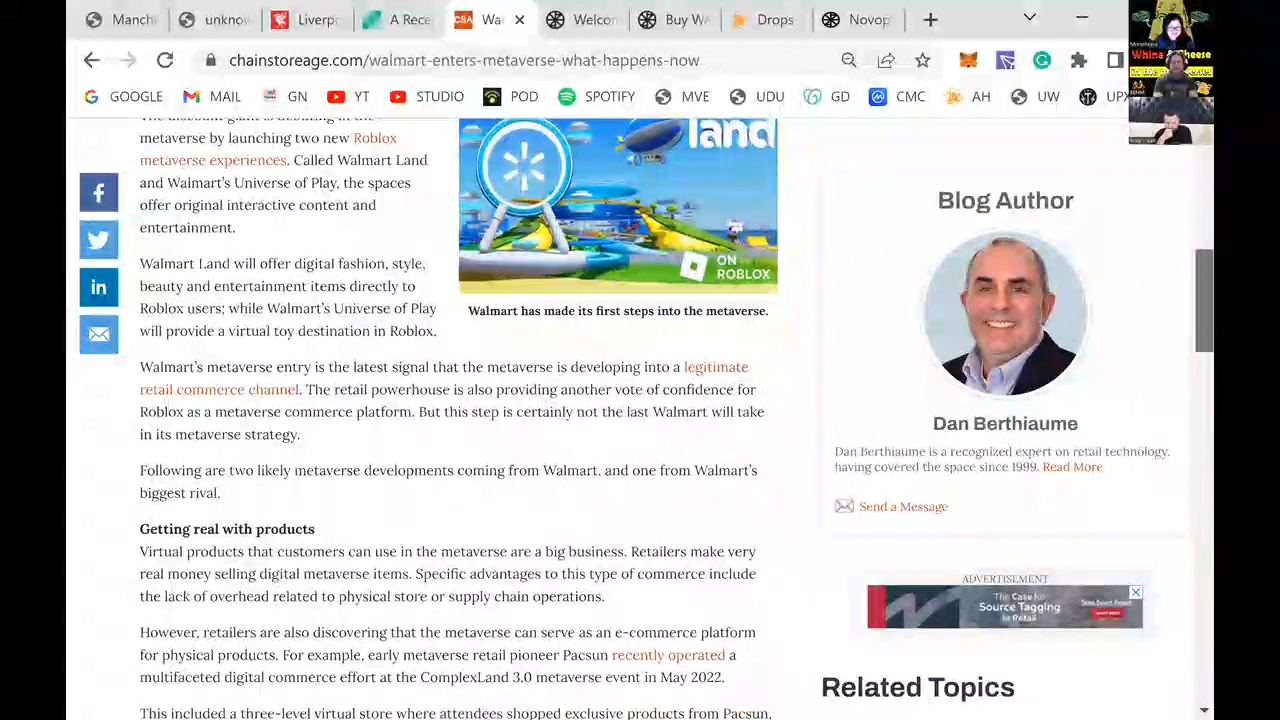 Manch
unkno
Liverp
A Rece
CSA
Wa
Welcon
Buy W
Drops
Novop
chainstoreage.com/walmart-enters-metaverse-what-happens-now
GOOGLE
MAIL
GN
YT
STUDIO
TOD
SPOTIFY
MVE
UDU
GD
CMC
AH
UW
UPX
Whine & Cheese
metaverse by launching two new Roblox
metaverse experiences. Called Walmart Land
and Walmart's Universe of Play, the spaces
offer original interactive content and
entertainment.
Walmart Land will offer digital fashion, style,
beauty and entertainment items directly to
Roblox users; while Walmart's Universe of Play
will provide a virtual toy destination in Roblox.
land
ON
ROBLOX
Walmart has made its first steps into the metaverse.
Walmart's metaverse entry is the latest signal that the metaverse is developing into a legitimate
retail commerce channel. The retail powerhouse is also providing another vote of confidence for
Roblox as a metaverse commerce platform. But this step is certainly not the last Walmart will take
in its metaverse strategy.
Following are two likely metaverse developments coming from Walmart, and one from Walmart's
biggest rival.
Getting real with products
Virtual products that customers can use in the metaverse are a big business. Retailers make very
real money selling digital metaverse items. Specific advantages to this type of commerce include
the lack of overhead related to physical store or supply chain operations.
However, retailers are also discovering that the metaverse can serve as an e-commerce platform
for physical products. For example, early metaverse retail pioneer Pacsun recently operated a
multifaceted digital commerce effort at the ComplexLand 3.0 metaverse event in May 2022.
This included a three-level virtual store where attendees shopped exclusive products from Pacsun,
Blog Author
Dan Berthiaume
Dan Berthiaume is a recognized expert on retail technology,
having covered the space since 1999. Read More
Send a Message
ADVERTISEMENT
The Case for
Source Tagging
in Retail
Related Topics